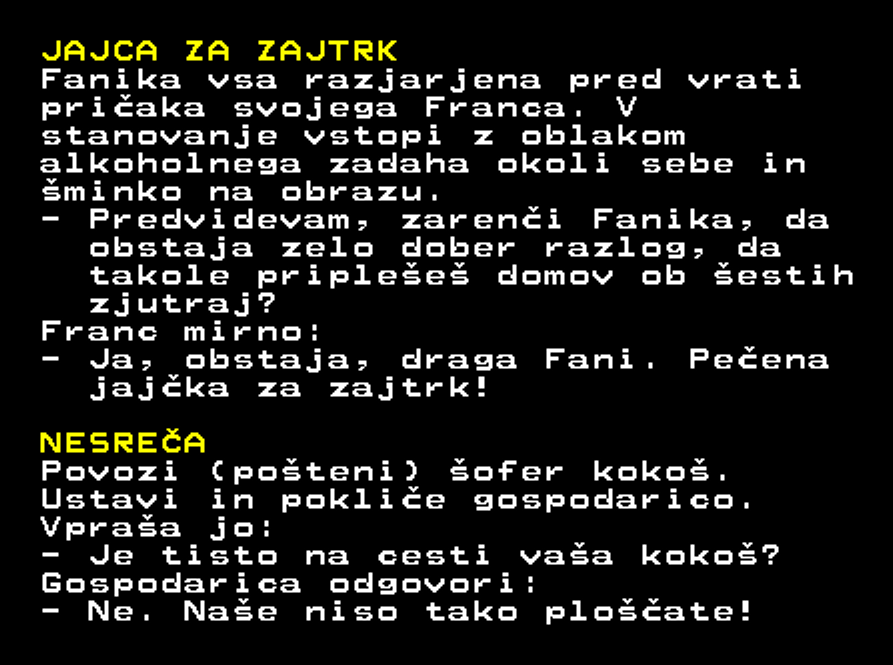 JAJCA ZA ZAJTRK
Fanika vsa razjarjena pred vrati
pričaka svojega Franca. V
stanovanje vstopi z oblakom
alkoholnega zadaha okoli sebe in
šminko na obrazu.
- Predvidevam, zarenči Fanika, da
obstaja zelo dober razlog, da
takole priplešeš domov ob šestih
zjutraj?
Franc mirno:
- Ja, obstaja, draga Fani. Pečena
jajčka za zajtrk!
NESREČA
Povozi (pošteni) šofer kokoš.
Ustavi in pokliče gospodarico.
Vpraša jo:
- Je tisto na cesti vaša kokoš?
Gospodarica odgovori:
- Ne. Naše niso tako ploščate!